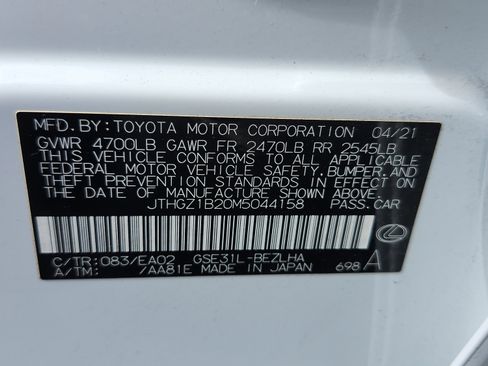 MFD.BY: TOYOTA MOTOR CORPORATION 04/21
GVWR 4700LB GAWR FR 2470LB RR 2545LB
THIS VEHICLE CONFORMS TO ALL APPLICABLE
FEDERAL MOTOR VEHICLE SAFETY, BUMPER, AND
THEFT PREVENTION STANDARDS IN EFFECT ON
THE DATE OF MANUFACTURE SHOWN ABOVE.
JTHGZ1B20M5044158 PASS.CAR
C/TR: 083/EA02 GSE31L-BEZLHA
A/TM: /AA81E MADE IN JAPAN 698 A